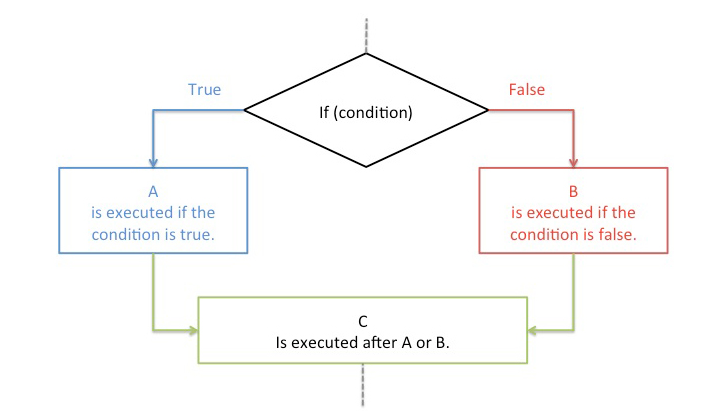 True
False
If (condition)
A
is executed if the
condition is true.
B
is executed if the
condition is false.
C
Is executed after A or B.